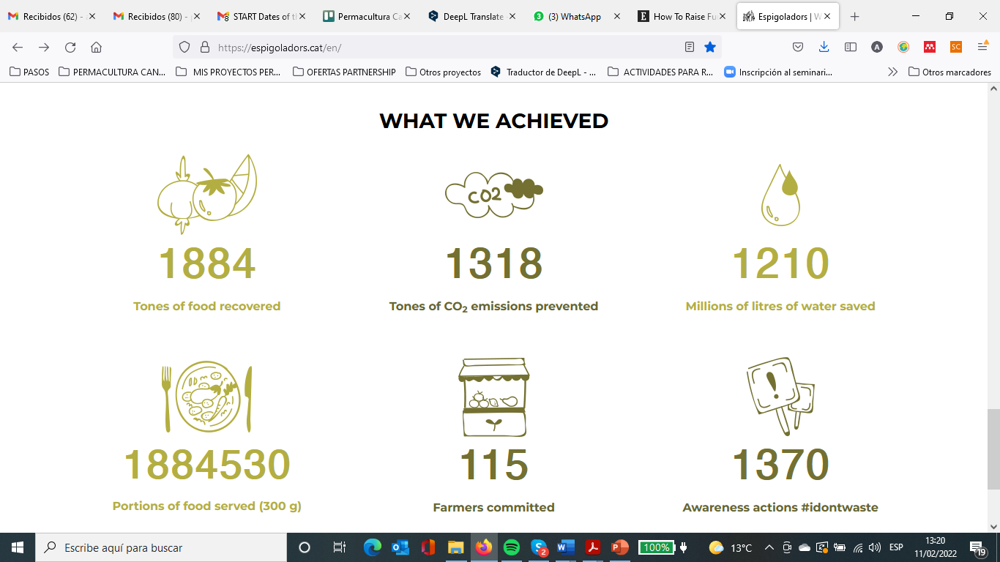 Recibidos (62) -
Recibidos (80) -
START Dates of t
Permacultura Ca
DeepL Translate
(3) WhatsApp
How To Raise Fu
Espigoladors | W
https://espigoladors.cat/en/
PASOS
PERMACULTURA CAN...
MIS PROYECTOS PER...
OFERTAS PARTNERSHIP
Otros proyectos
Traductor de DeepL - ...
ACTIVIDADES PARA R...
Inscripción al seminari...
Otros marcadores
WHAT WE ACHIEVED
CO2
1884
Tones of food recovered
1318
Tones of CO₂ emissions prevented
1210
Millions of litres of water saved
1884530
Portions of food served (300 g)
115
Farmers committed
1370
Awareness actions #idontwaste
Escribe aquí para buscar
100%
13°C
ESP
13:20
11/02/2022
19